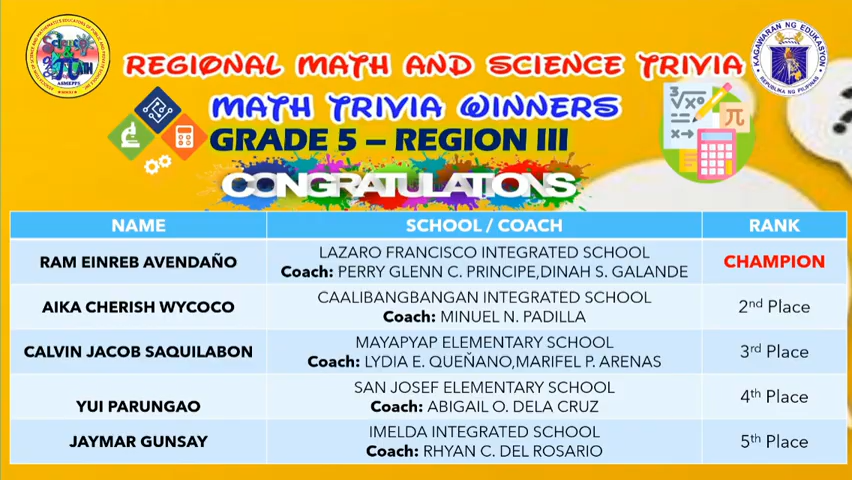 REGIONAL MATH AND SCIENCE TRIVIA
MATH TRIVIA WINNERS
GRADE 5 – REGION III
CONGRATULATIONS
NAME SCHOOL / COACH RANK
RAM EINREB AVENDAÑO
LAZARO FRANCISCO INTEGRATED SCHOOL
Coach: PERRY GLENN C. PRINCIPE,DINAH S. GALANDE
CHAMPION
AIKA CHERISH WYCOCO
CAALIBANGBANGAN INTEGRATED SCHOOL
Coach: MINUEL N. PADILLA
2nd Place
CALVIN JACOB SAQUILABON
MAYAPYAP ELEMENTARY SCHOOL
Coach: LYDIA E. QUEŇANO,MARIFEL P. ARENAS
3rd Place
YUI PARUNGAO
SAN JOSEF ELEMENTARY SCHOOL
Coach: ABIGAIL O. DELA CRUZ
4th Place
JAYMAR GUNSAY
IMELDA INTEGRATED SCHOOL
Coach: RHYAN C. DEL ROSARIO
5th Place
KAGAWARAN NG EDUKASYON
REPUBLIKA NG PILIPINAS